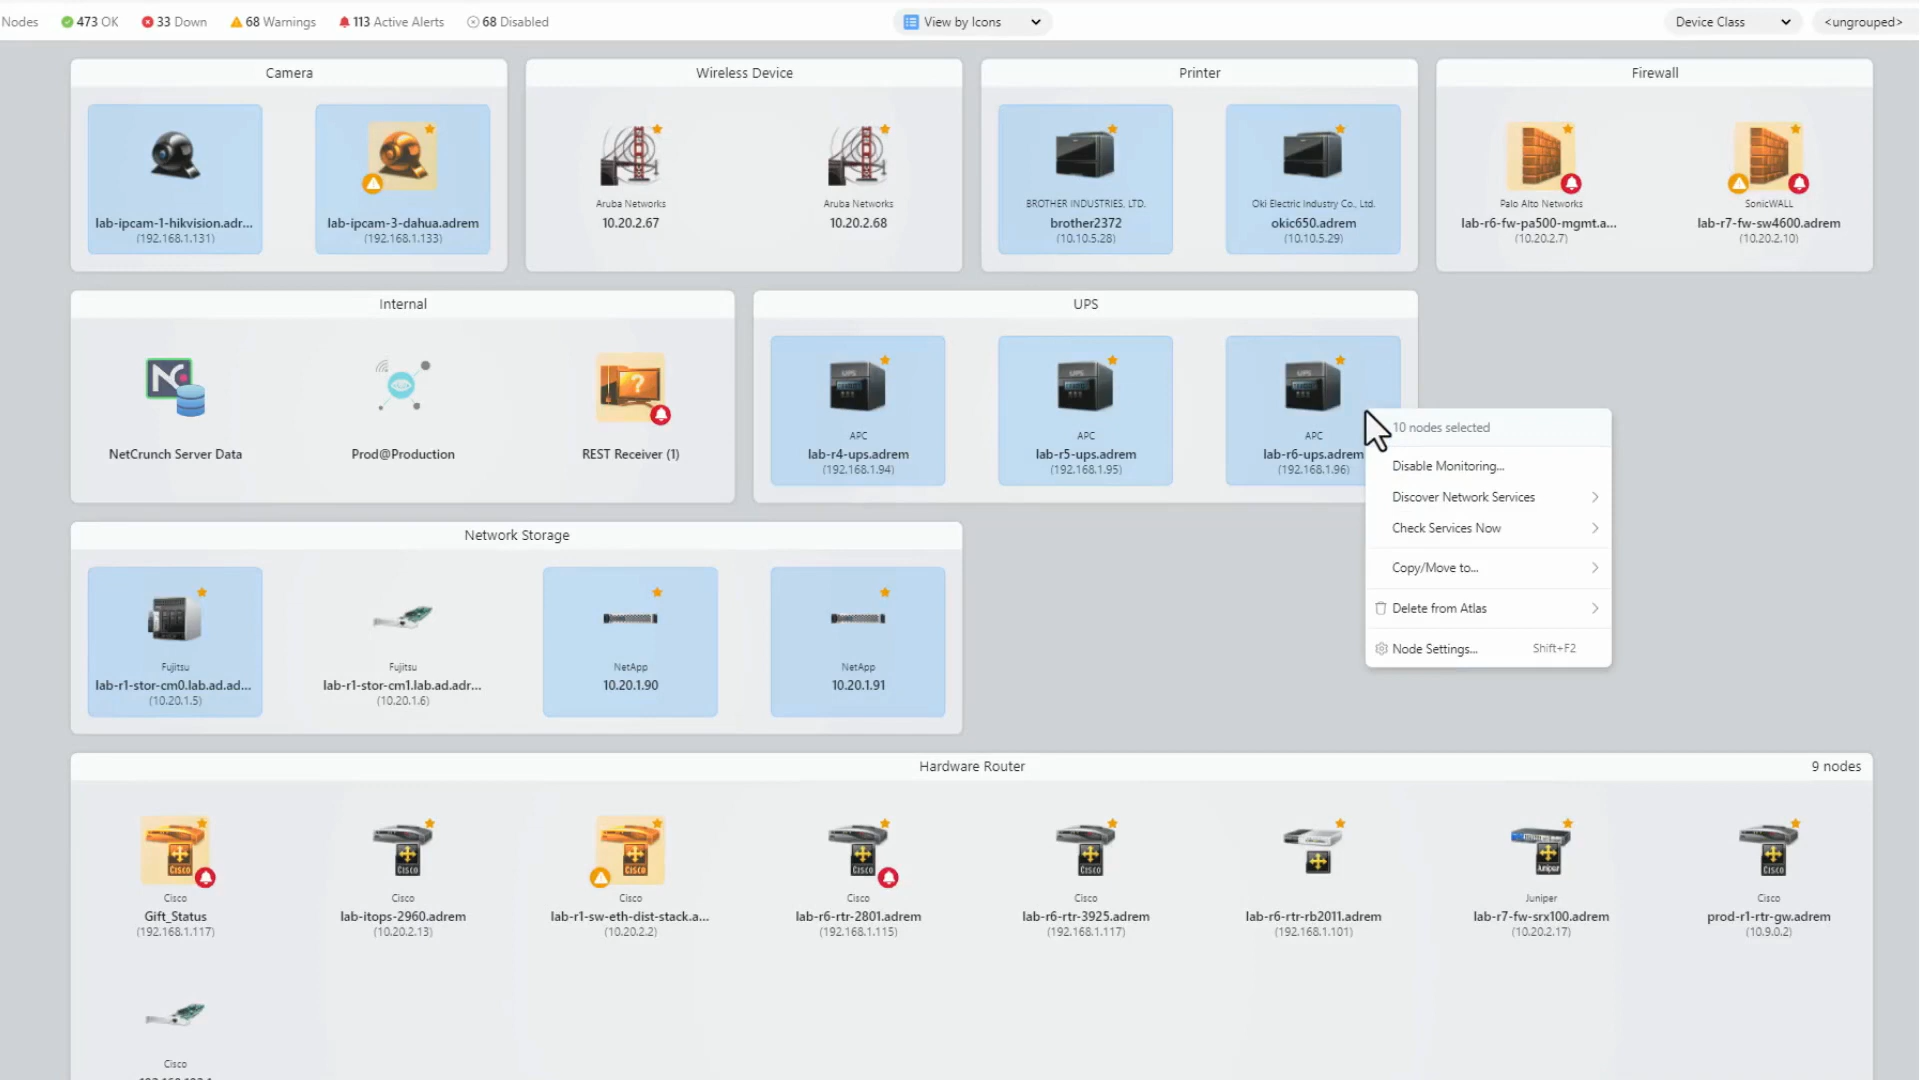 Nodes 473 OK 33 Down 68 Warnings 113 Active Alerts 68 Disabled View by Icons Device Class <ungrouped>
Camera
lab-ipcam-1-hikvision.adr...
(192.168.1.131)
lab-ipcam-3-dahua.adrem
(192.168.1.133)
Wireless Device
Aruba Networks
10.20.2.67
Aruba Networks
10.20.2.68
Printer
BROTHER INDUSTRIES, LTD.
brother2372
(10.10.5.28)
Oki Electric Industry Co., Ltd.
okic650.adrem
(10.10.5.29)
Firewall
Palo Alto Networks
lab-r6-fw-pa500-mgmt.a...
(10.20.2.7)
SonicWALL
lab-r7-fw-sw4600.adrem
(10.20.2.10)
Internal
NetCrunch Server Data
Prod@Production
REST Receiver (1)
UPS
UPS
APC
lab-r4-ups.adrem
(192.168.1.94)
UPS
APC
lab-r5-ups.adrem
(192.168.1.95)
UPS
APC
lab-r6-ups.adrem
(192.168.1.96)
10 nodes selected
Disable Monitoring...
Discover Network Services
Check Services Now
Copy/Move to...
Delete from Atlas
Node Settings... Shift+F2
Network Storage
Fujitsu
lab-r1-stor-cm0.lab.ad.ad...
(10.20.1.5)
Fujitsu
lab-r1-stor-cm1.lab.ad.adr...
(10.20.1.6)
NetApp
10.20.1.90
NetApp
10.20.1.91
Hardware Router 9 nodes
Cisco
Cisco
Gift_Status
(192.168.1.117)
Cisco
Cisco
lab-itops-2960.adrem
(10.20.2.13)
Cisco
Cisco
lab-r1-sw-eth-dist-stack.a...
(10.20.2.2)
Cisco
Cisco
lab-r6-rtr-2801.adrem
(192.168.1.115)
Cisco
Cisco
lab-r6-rtr-3925.adrem
(192.168.1.117)
lab-r6-rtr-rb2011.adrem
(192.168.1.101)
Juniper
Juniper
lab-r7-fw-srx100.adrem
(10.20.2.17)
Cisco
Cisco
prod-r1-rtr-gw.adrem
(10.9.0.2)
Cisco